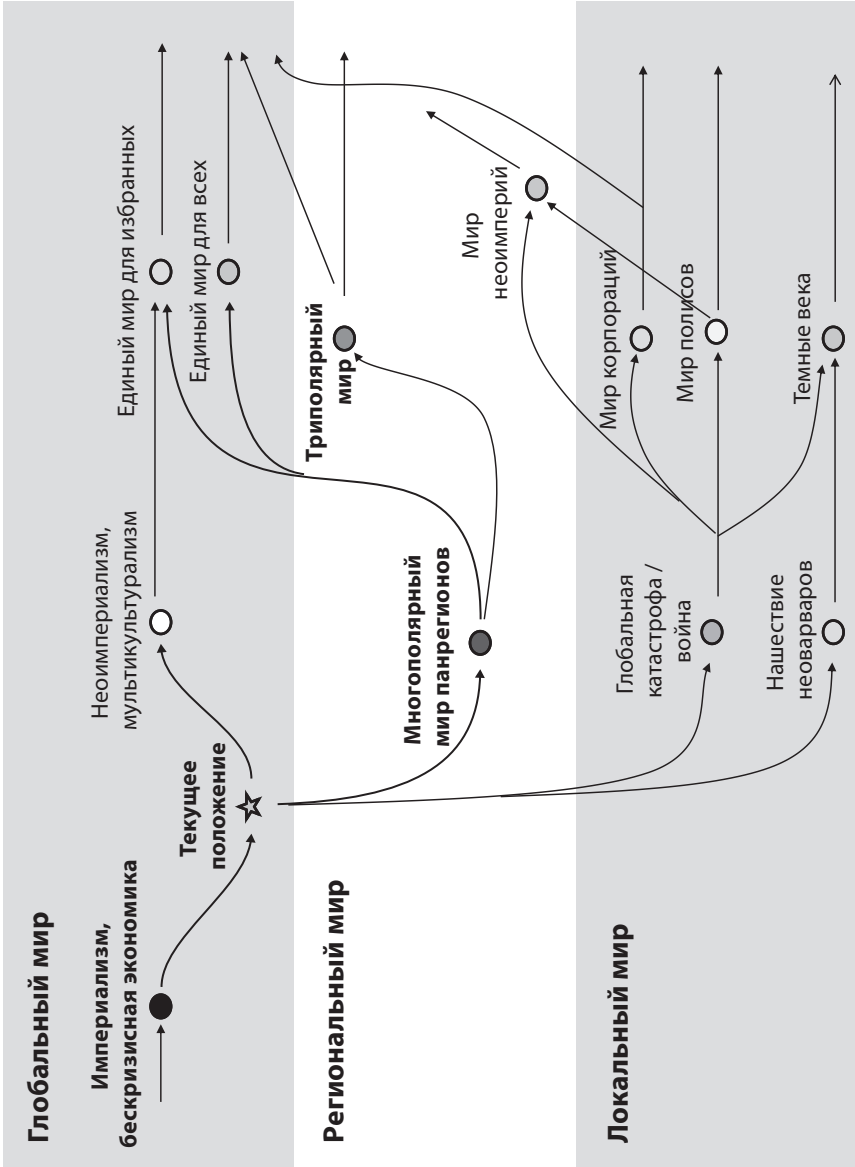 Глобальный мир
Империализм,
бескризисная экономика
Текущее
положение
Неоимпериализм,
мультикультурализм
Единый мир для избранных
Единый мир для всех
Региональный мир
Многополярный
мир панрегионов
Триполярный
мир
Мир
неоимперий
Локальный мир
Глобальная
катастрофа /
война
Нашествие
неоварваров
Мир корпораций
Мир полисов
Темные века